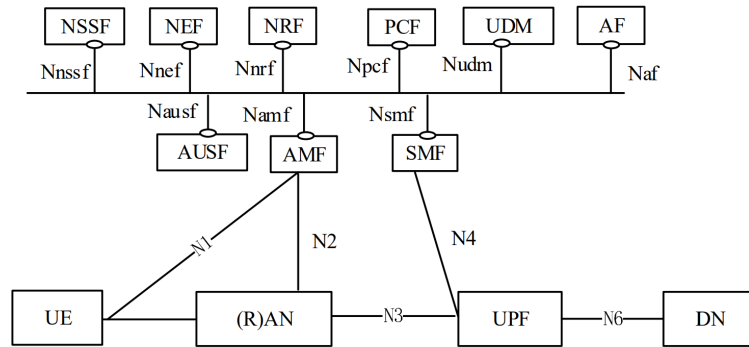 NSSF NEF NRF PCF UDM AF
Nnssf Nnef Nnrf Npcf Nudm Naf
Nausf Namf Nsmf
AUSF AMF SMF
N1 N2 N4
UE (R)AN N3 UPF N6 DN